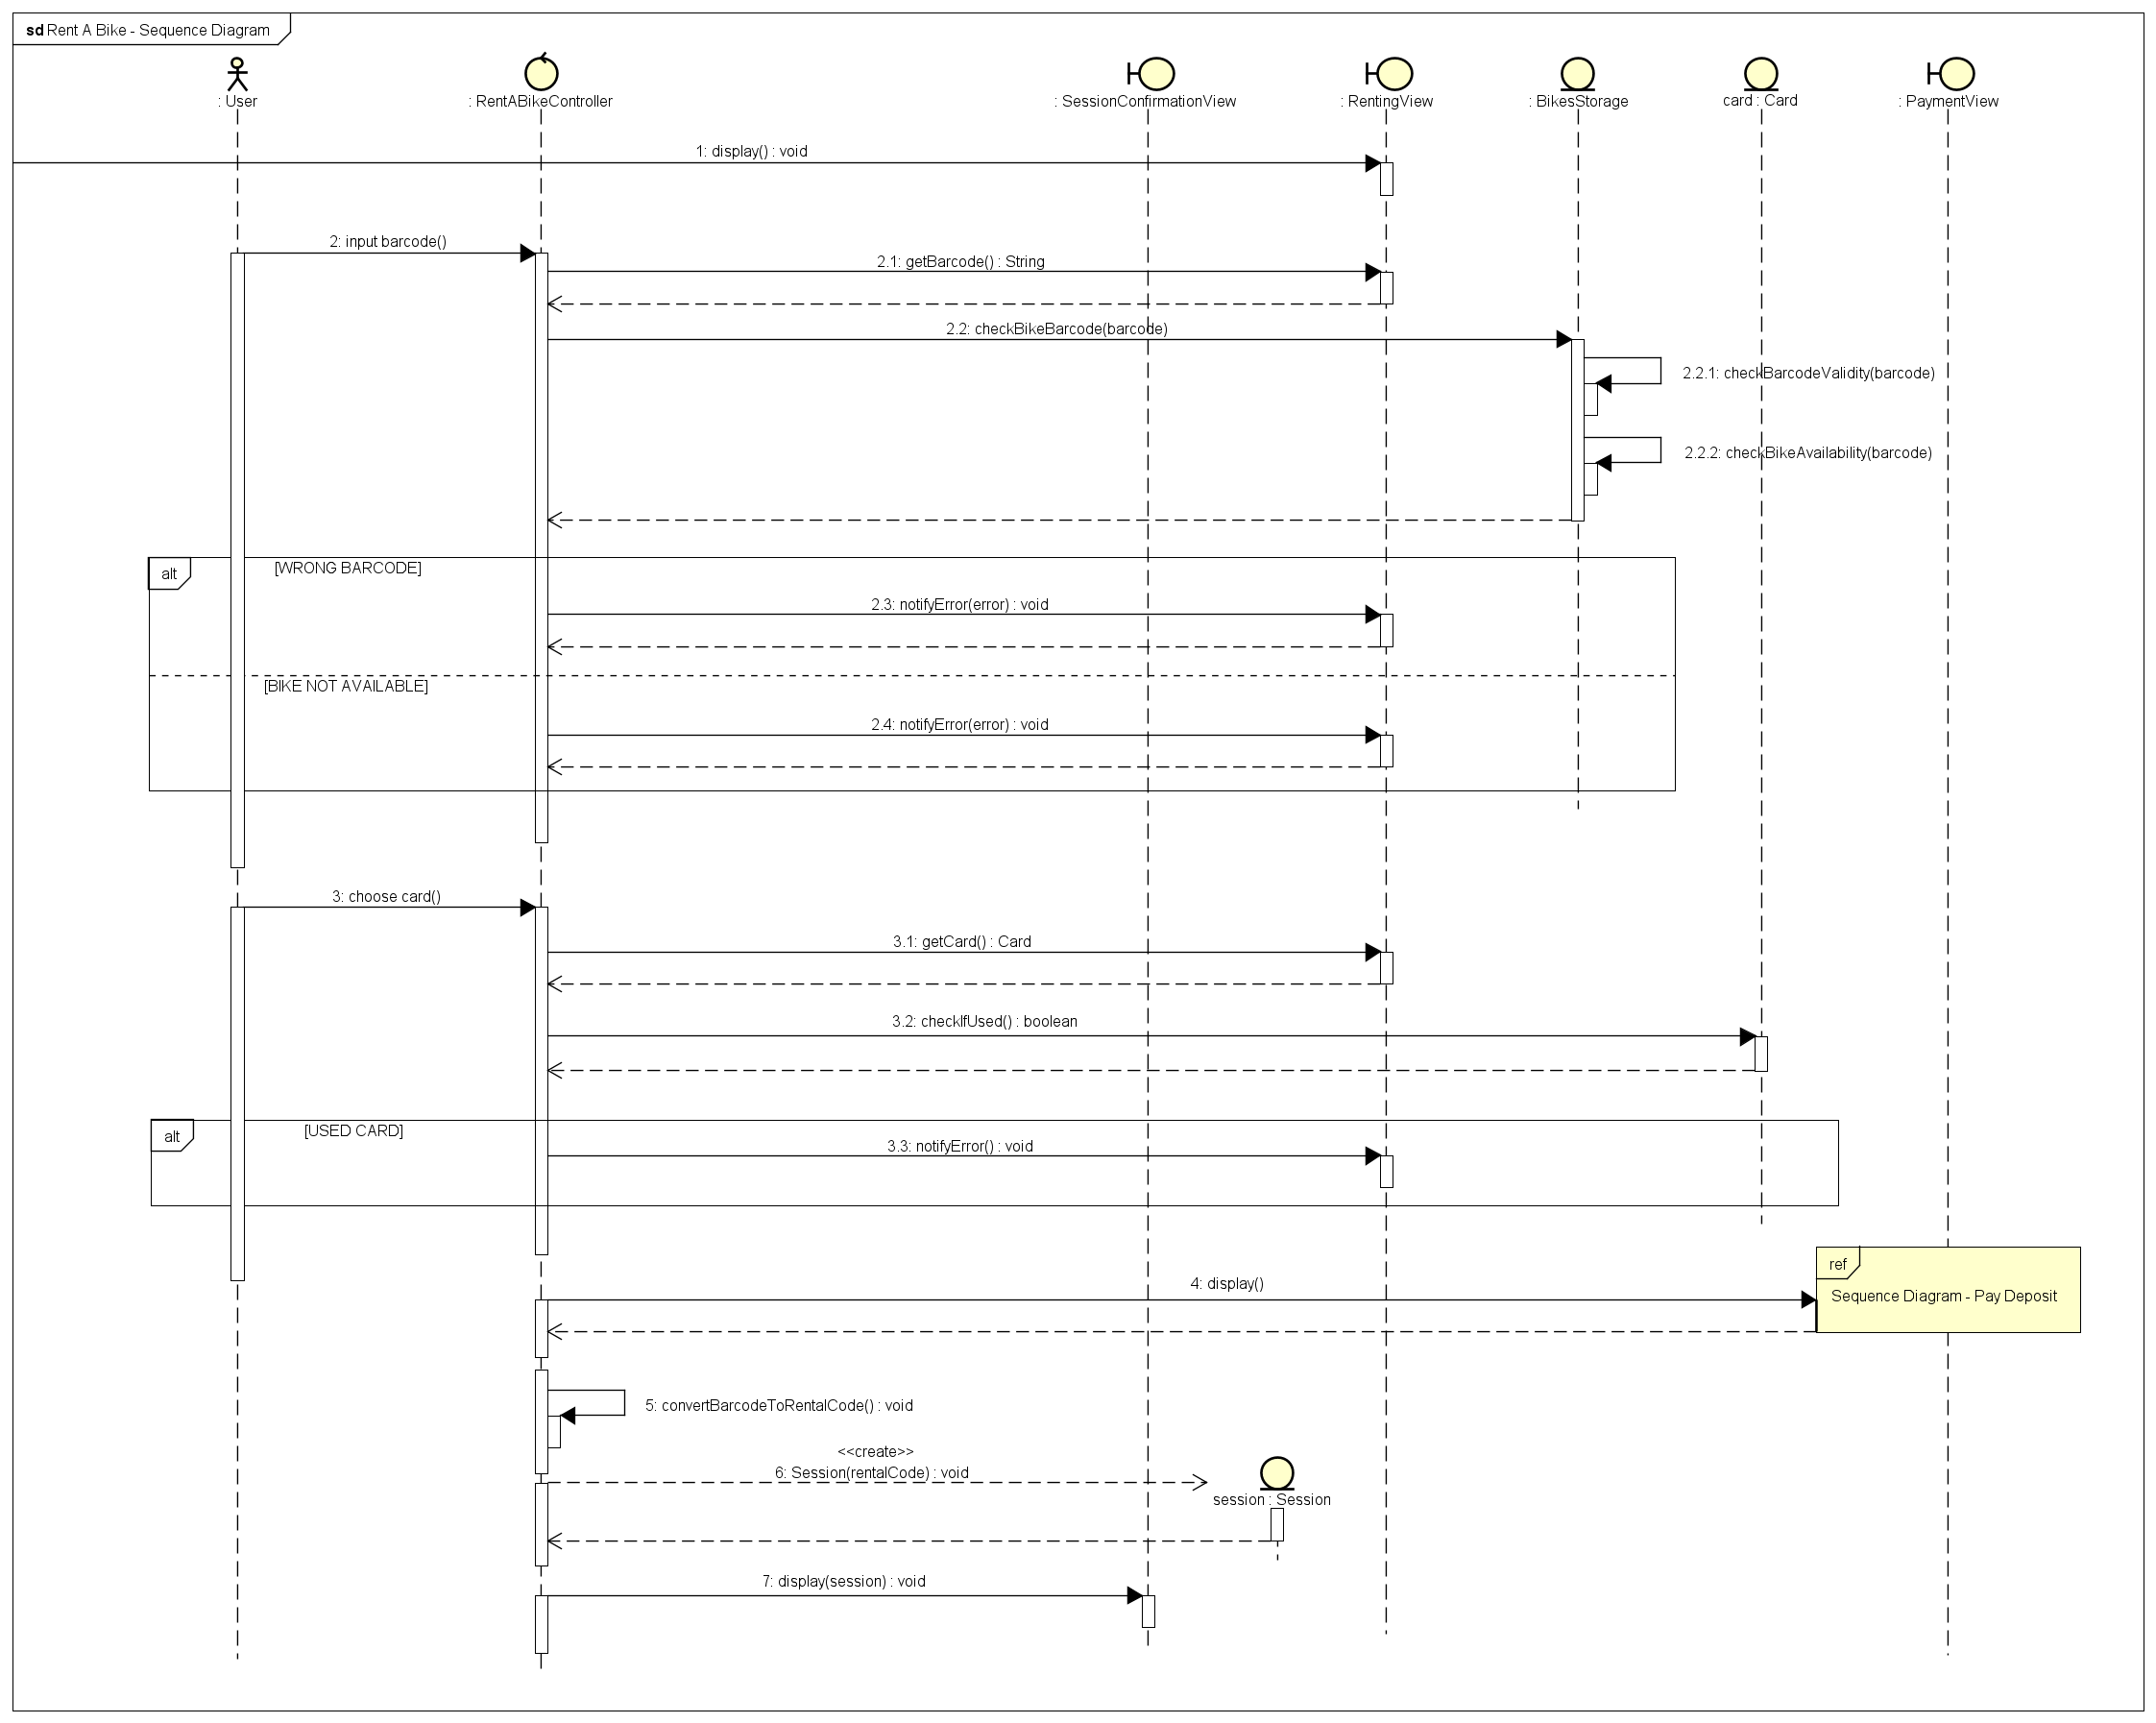 sd Rent A Bike - Sequence Diagram
: User
: RentABikeController
: SessionConfirmationView
: RentingView
: BikesStorage
card : Card
: PaymentView
1: display() : void
2: input barcode()
2.1: getBarcode() : String
2.2: checkBikeBarcode(barcode)
2.2.1: checkBarcodeValidity(barcode)
2.2.2: checkBikeAvailability(barcode)
alt
[WRONG BARCODE]
2.3: notifyError(error) : void
[BIKE NOT AVAILABLE]
2.4: notifyError(error) : void
3: choose card()
3.1: getCard() : Card
3.2: checkIfUsed() : boolean
alt
[USED CARD]
3.3: notifyError() : void
ref
4: display()
Sequence Diagram - Pay Deposit
5: convertBarcodeToRentalCode() : void
<<create>>
6: Session(rentalCode) : void
session : Session
7: display(session) : void